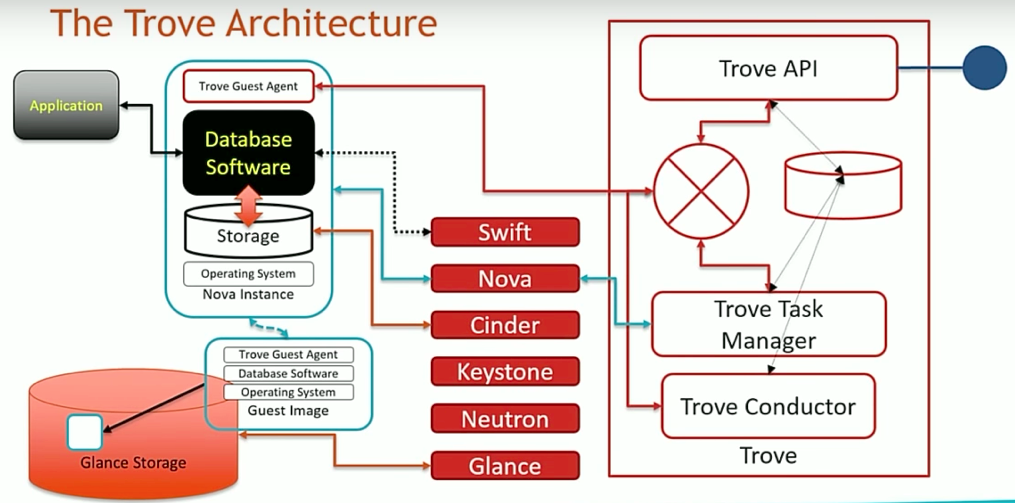 The Trove Architecture
Application
Trove Guest Agent
Database
Software
Storage
Operating System
Nova Instance
Trove Guest Agent
Database Software
Operating System
Guest Image
Glance Storage
Swift
Nova
Cinder
Keystone
Neutron
Glance
Trove API
Trove Task
Manager
Trove Conductor
Trove